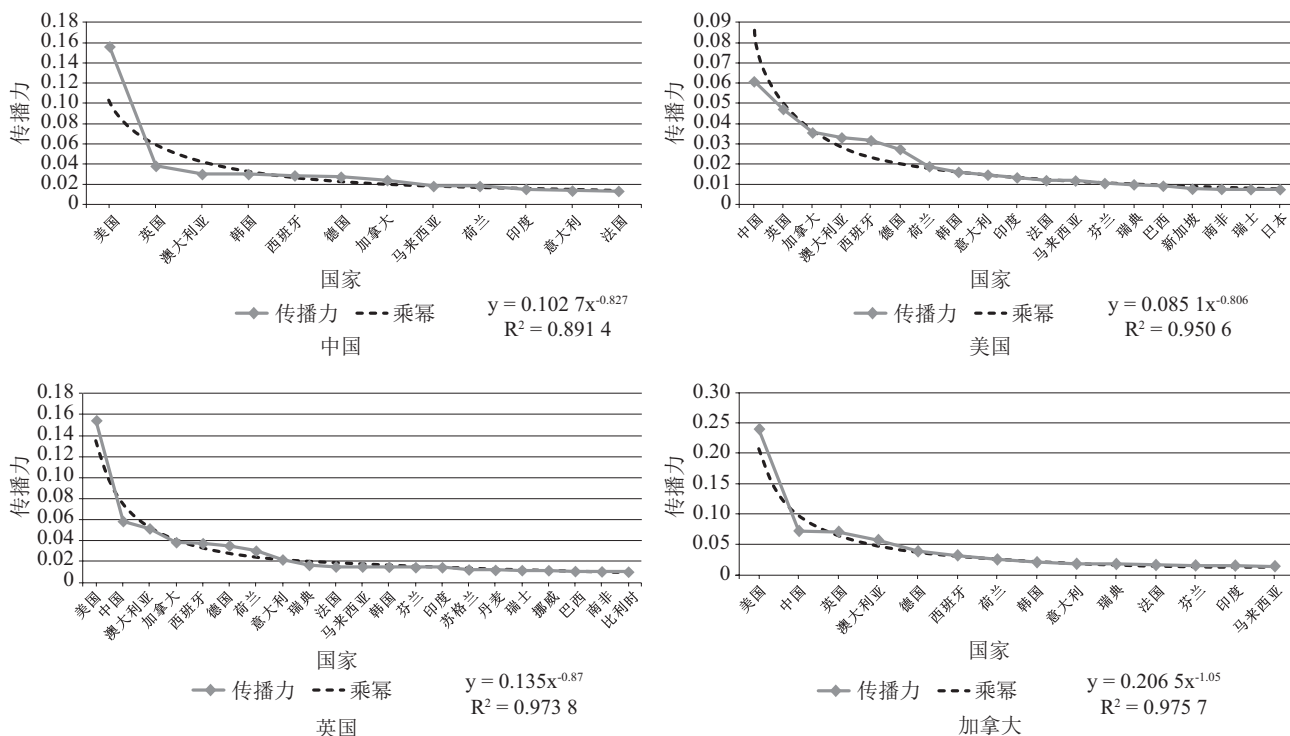 0.18
0.16
0.14
0.12
0.10
0.08
0.06
0.04
0.02
0
传播力
美国
英国
澳大利亚
韩国
西班牙
德国
加拿大
马来西亚
荷兰
印度
意大利
法国
国家
传播力 乘幂
y = 0.102 7x^-0.827
R² = 0.891 4
中国
0.09
0.08
0.07
0.06
0.05
0.04
0.03
0.02
0.01
0
传播力
中国
英国
加拿大
澳大利亚
西班牙
德国
荷兰
韩国
意大利
印度
法国
马来西亚
芬兰
瑞典
巴西
新加坡
南非
瑞士
日本
国家
传播力 乘幂
y = 0.085 1x^-0.806
R² = 0.950 6
美国
0.18
0.16
0.14
0.12
0.10
0.08
0.06
0.04
0.02
0
传播力
美国
中国
澳大利亚
加拿大
西班牙
德国
荷兰
意大利
瑞典
法国
马来西亚
韩国
芬兰
印度
苏格兰
丹麦
瑞士
挪威
巴西
南非
比利时
国家
传播力 乘幂
y = 0.135x^-0.87
R² = 0.973 8
英国
0.30
0.25
0.20
0.15
0.10
0.05
0
传播力
美国
中国
英国
澳大利亚
德国
西班牙
荷兰
韩国
意大利
瑞典
法国
芬兰
印度
马来西亚
国家
传播力 乘幂
y = 0.206 5x^-1.05
R² = 0.975 7
加拿大